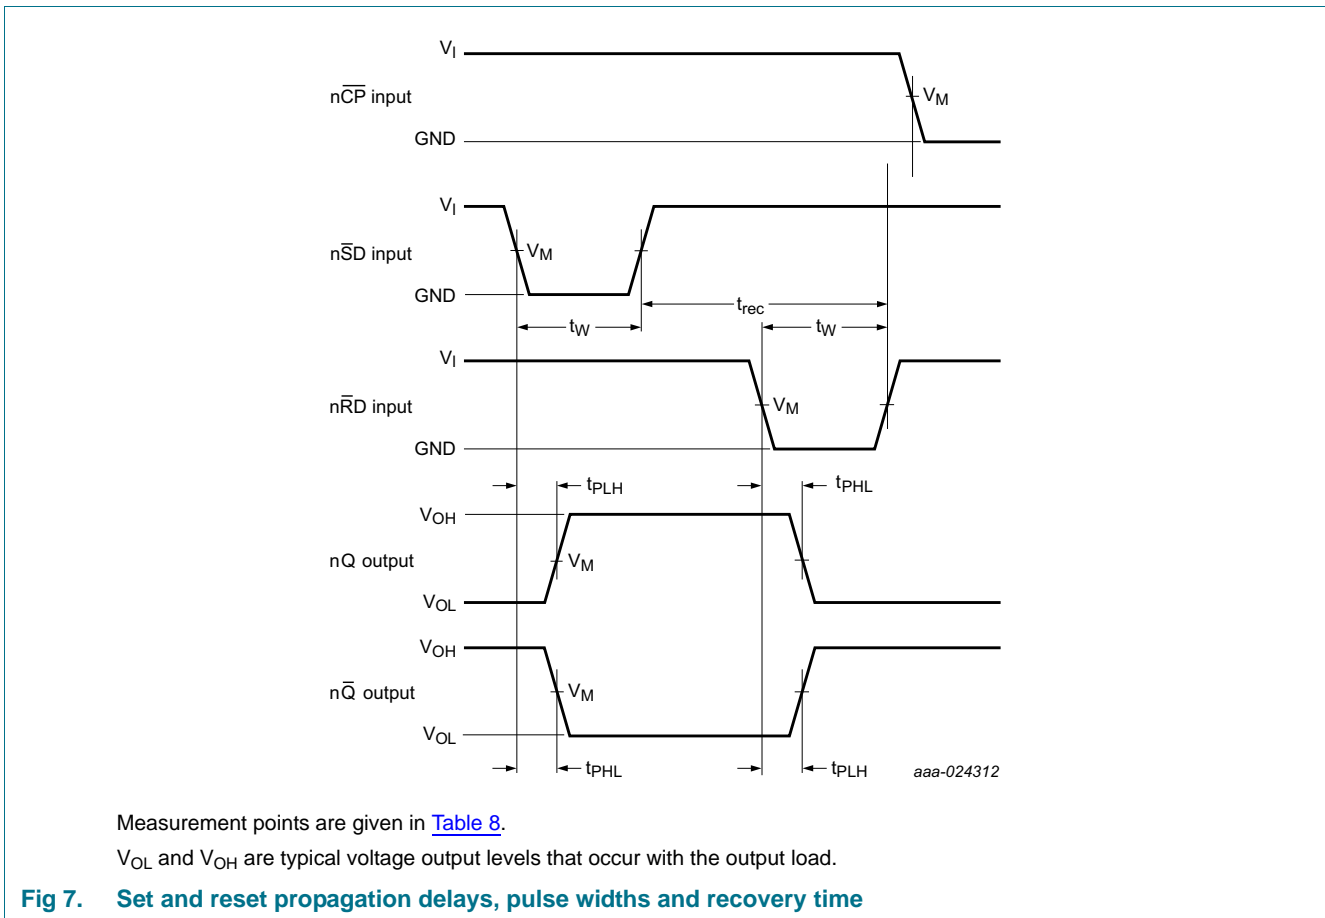 V_I
nC̅P̅ input
V_M
GND
V_I
nS̅D input
V_M
GND
t_rec
t_W
t_W
V_I
nR̅D input
V_M
GND
t_PLH
t_PHL
V_OH
nQ output
V_M
V_OL
V_OH
nQ̅ output
V_M
V_OL
t_PHL
t_PLH
aaa-024312
Measurement points are given in Table 8.
V_OL and V_OH are typical voltage output levels that occur with the output load.
Fig 7. Set and reset propagation delays, pulse widths and recovery time